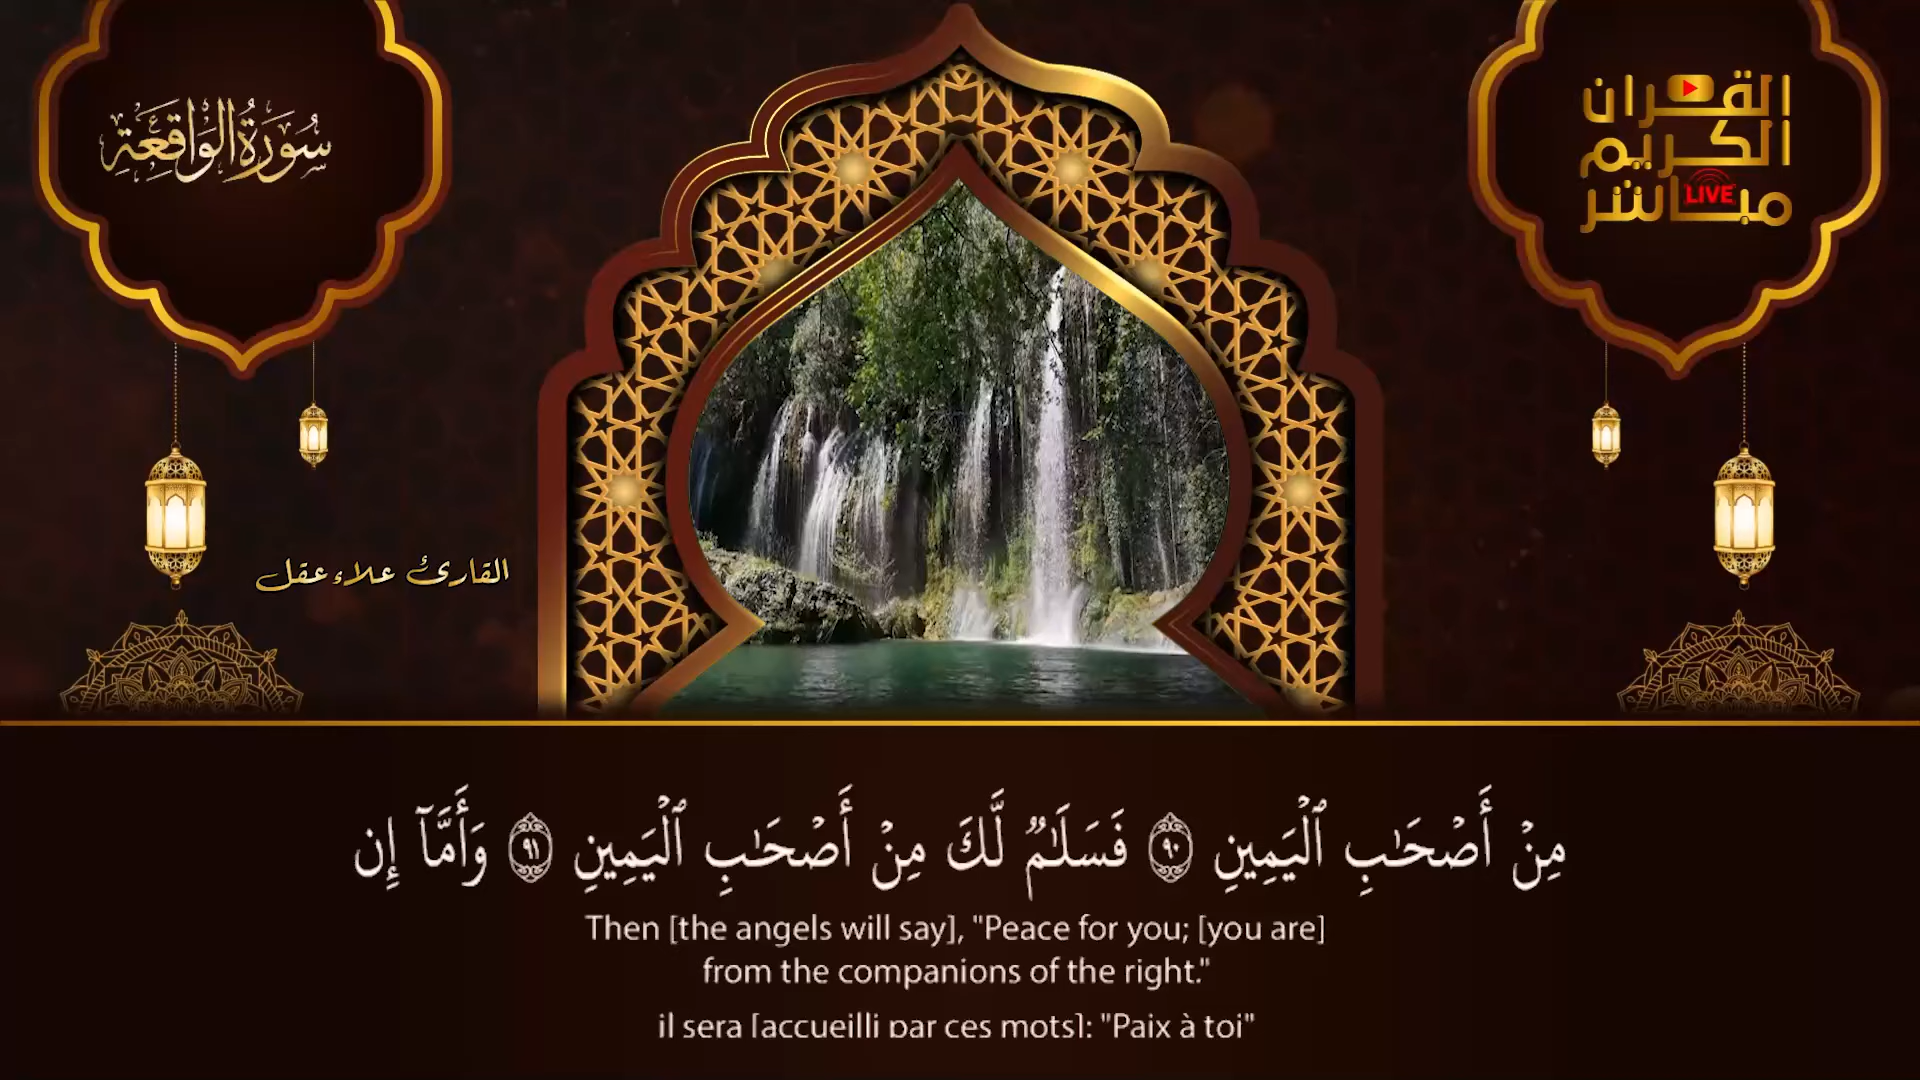 سُورَةُ الوَاقِعَةِ
القرآن
الكريم
مباشر
LIVE
القارئ علاء عقل
مِنۡ أَصۡحَٰبِ ٱلۡيَمِينِ ٩٠ فَسَلَٰمٞ لَّكَ مِنۡ أَصۡحَٰبِ ٱلۡيَمِينِ ٩١ وَأَمَّآ إِن
Then [the angels will say], "Peace for you; [you are]
from the companions of the right."
il sera [accueilli par ces mots]: "Paix à toi"